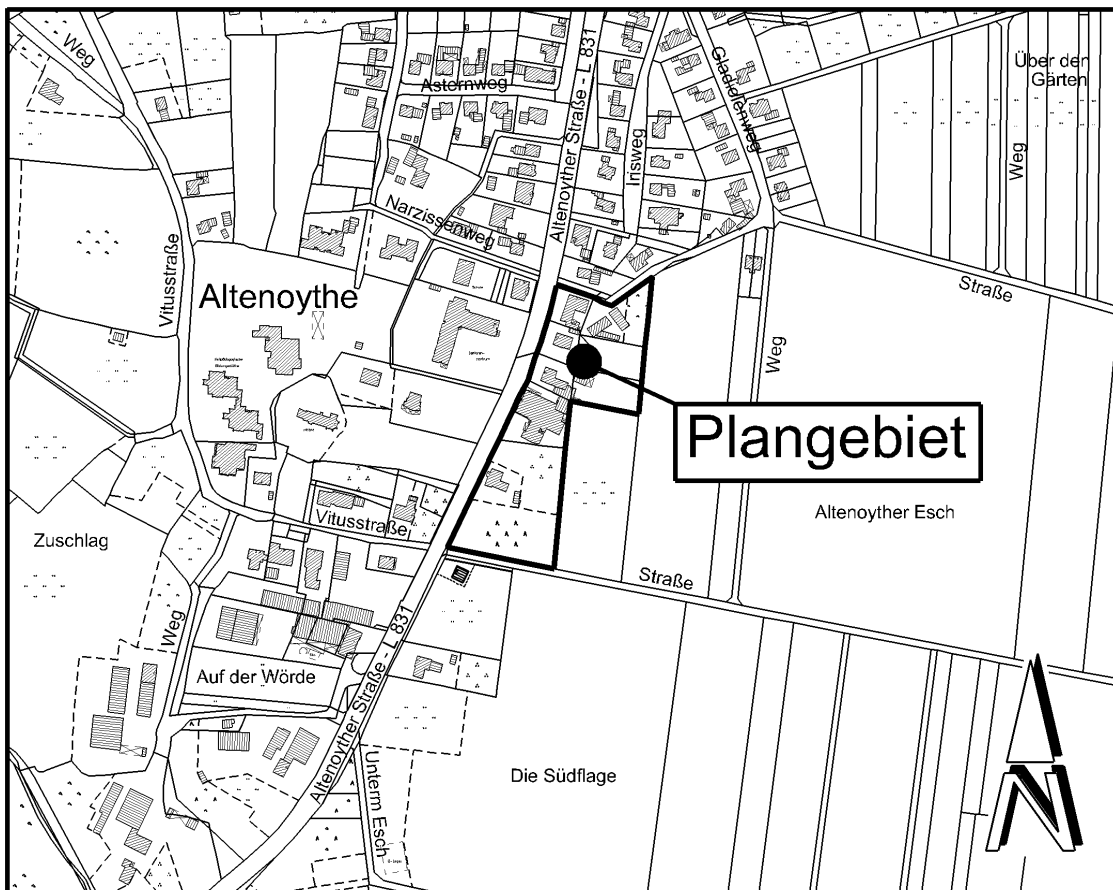 Weg
Asternweg
Altenoyther Straße - L 831
Irisweg
Gladiolenweg
Über den
Gärten
Weg
Narzissenweg
Vitusstraße
Altenoythe
Straße
Weg
Plangebiet
Altenoyther Esch
Vitusstraße
Zuschlag
Straße
Weg
Auf der Wörde
Altenoyther Straße - L 831
Unterm Esch
Die Südflage
N